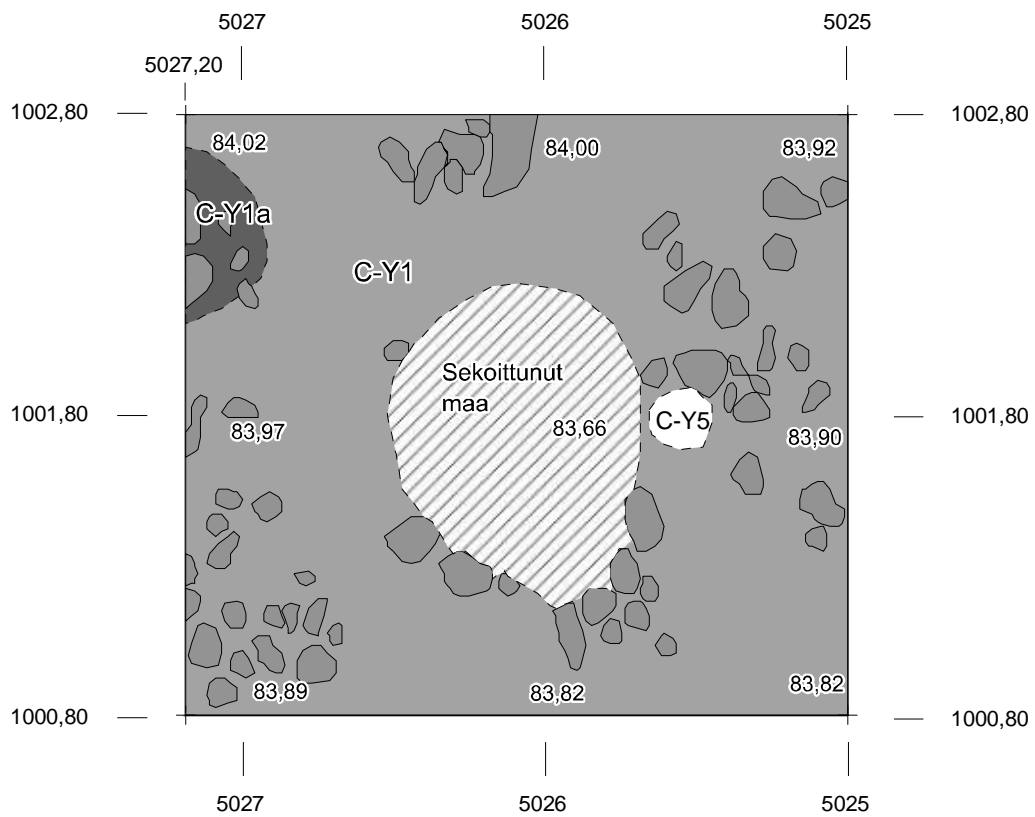 5027 5026 5025
5027,20
1002,80 1002,80
84,02 84,00 83,92
C-Y1a
C-Y1
Sekoittunut
maa
1001,80 C-Y5 1001,80
83,97 83,66 83,90
83,89 83,82 83,82
1000,80 1000,80
5027 5026 5025